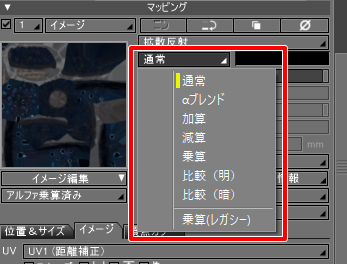 マッピング
1 イメージ
拡散反射
通常
通常
αブレンド
加算
減算
乗算
比較（明）
比較（暗）
乗算(レガシー)
mm
イメージ編集
情報
アルファ乗算済み
位置＆サイズ イメージ
UV UV1 (距離補正)